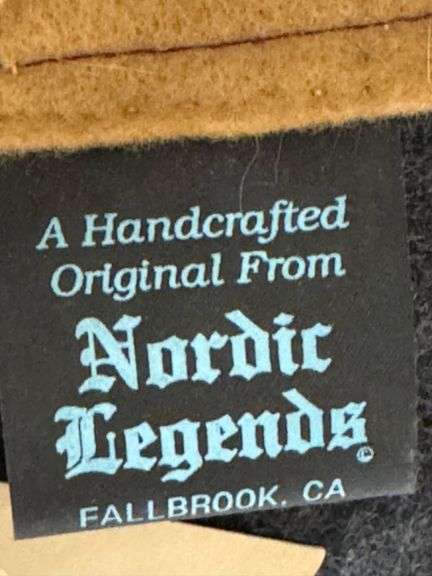 A Handcrafted
Original From
Nordic
Legends ©
FALLBROOK. CA